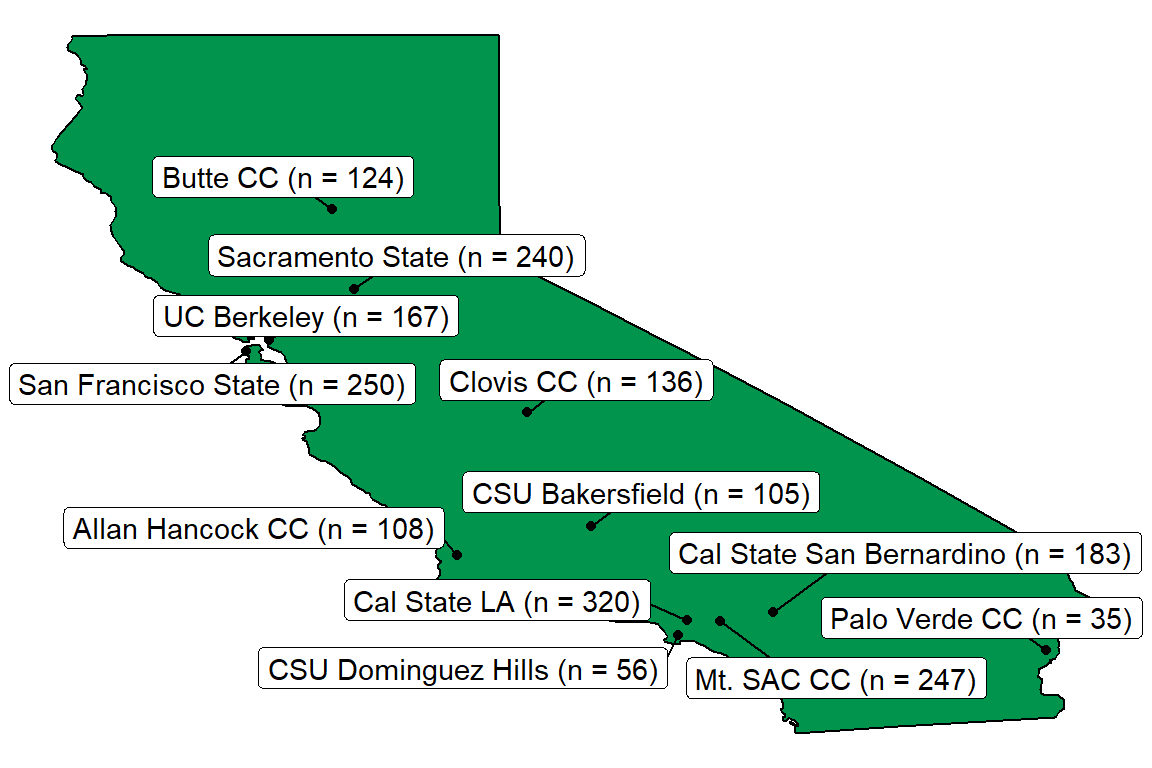 Butte CC (n = 124)
Sacramento State (n = 240)
UC Berkeley (n = 167)
San Francisco State (n = 250)
Clovis CC (n = 136)
CSU Bakersfield (n = 105)
Allan Hancock CC (n = 108)
Cal State San Bernardino (n = 183)
Cal State LA (n = 320)
Palo Verde CC (n = 35)
CSU Dominguez Hills (n = 56)
Mt. SAC CC (n = 247)